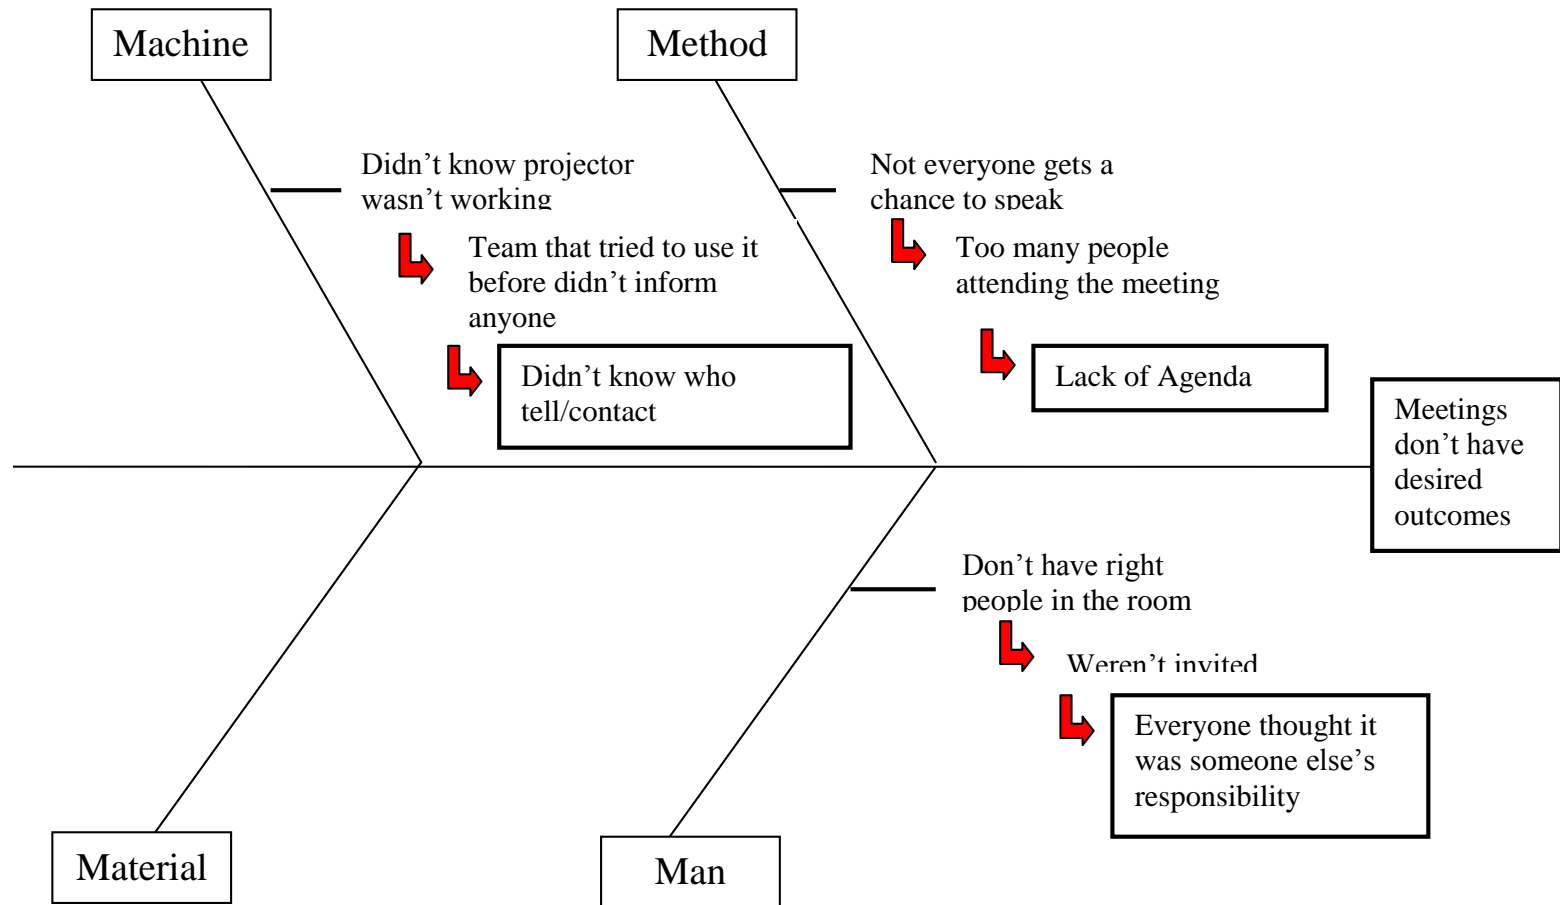 Machine
Method
Didn’t know projector
wasn’t working
Team that tried to use it
before didn’t inform
anyone
Didn’t know who
tell/contact
Not everyone gets a
chance to speak
Too many people
attending the meeting
Lack of Agenda
Meetings
don’t have
desired
outcomes
Don’t have right
people in the room
Weren’t invited
Everyone thought it
was someone else’s
responsibility
Material
Man